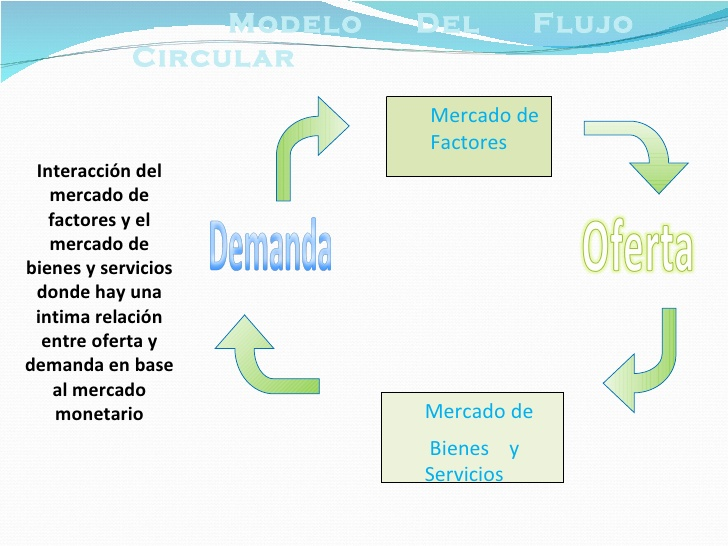 Modelo Del Flujo
Circular
Mercado de
Factores
Interacción del
mercado de
factores y el
mercado de
bienes y servicios
donde hay una
intima relación
entre oferta y
demanda en base
al mercado
monetario
Demanda
Oferta
Mercado de
Bienes y
Servicios